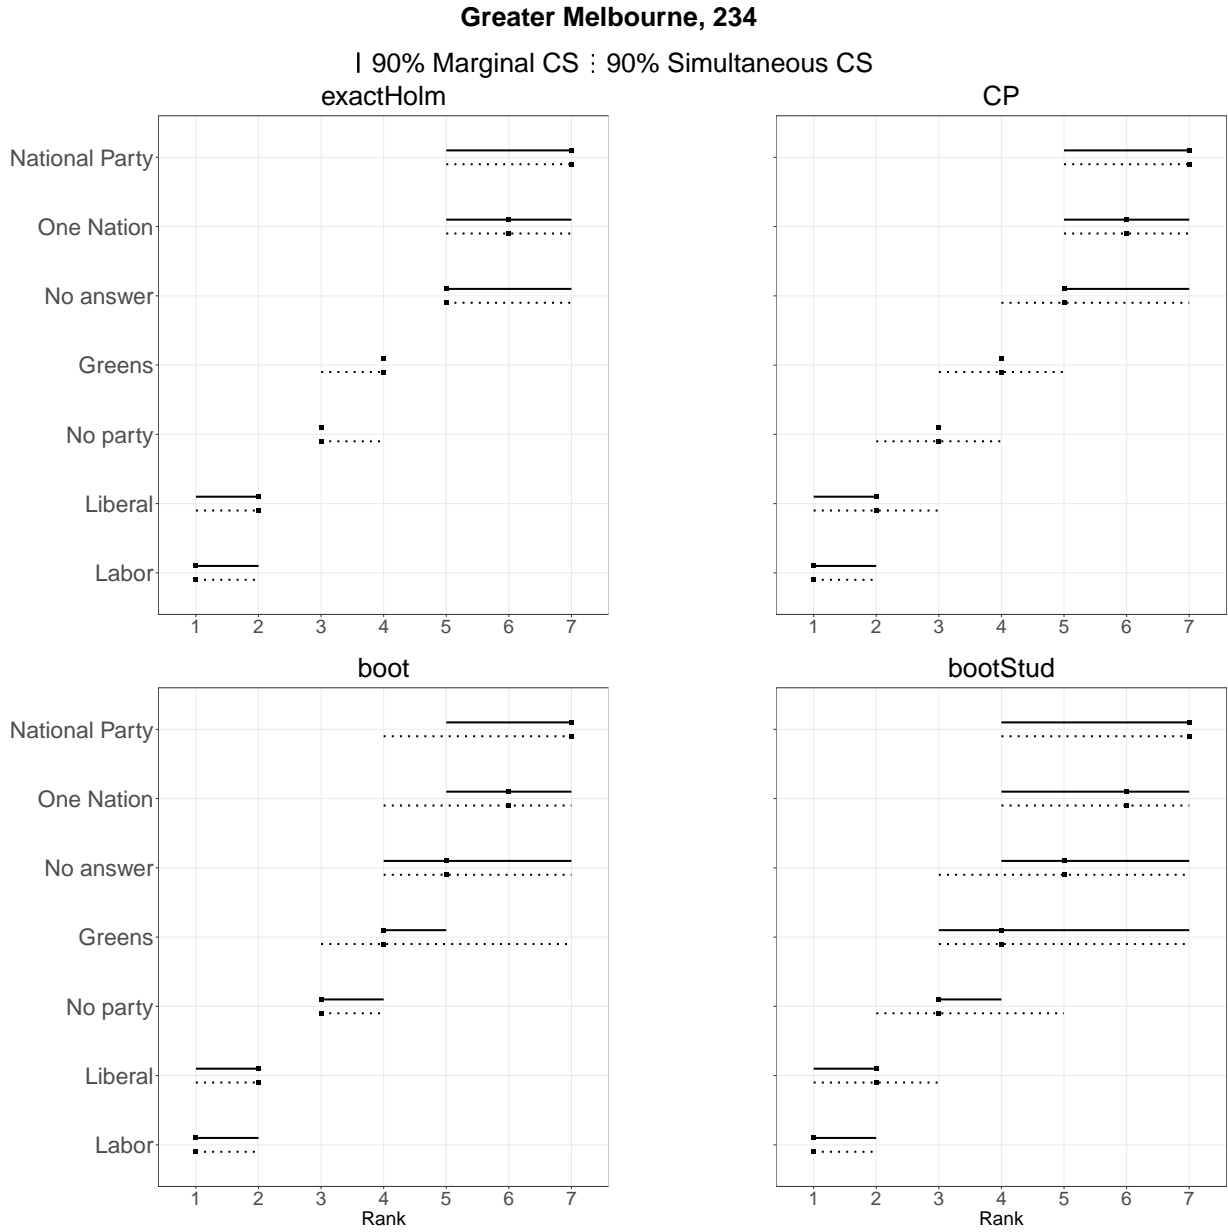 Greater Melbourne, 234
90% Marginal CS 90% Simultaneous CS
exactHolm
CP
National Party
One Nation
No answer
Greens
No party
Liberal
Labor
1 2 3 4 5 6 7
1 2 3 4 5 6 7
boot
bootStud
National Party
One Nation
No answer
Greens
No party
Liberal
Labor
1 2 3 4 5 6 7
1 2 3 4 5 6 7
Rank
Rank